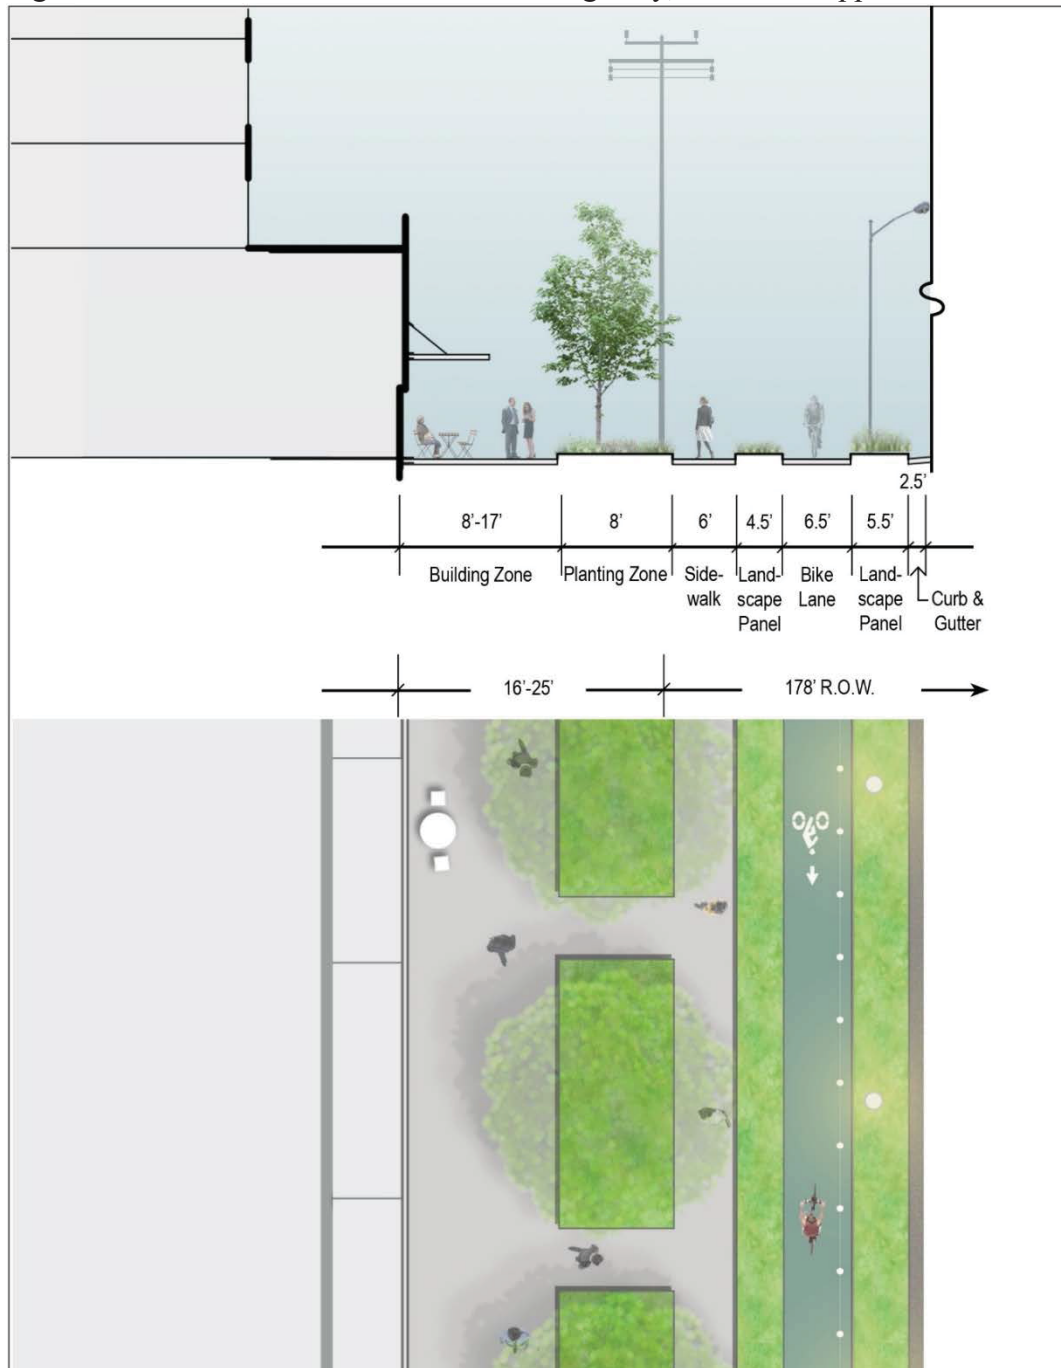 2.5'
8'-17' 8' 6' 4.5' 6.5' 5.5'
Building Zone Planting Zone Side- Land- Bike Land- Curb &
walk scape Lane scape Gutter
Panel Panel
16'-25' 178' R.O.W.